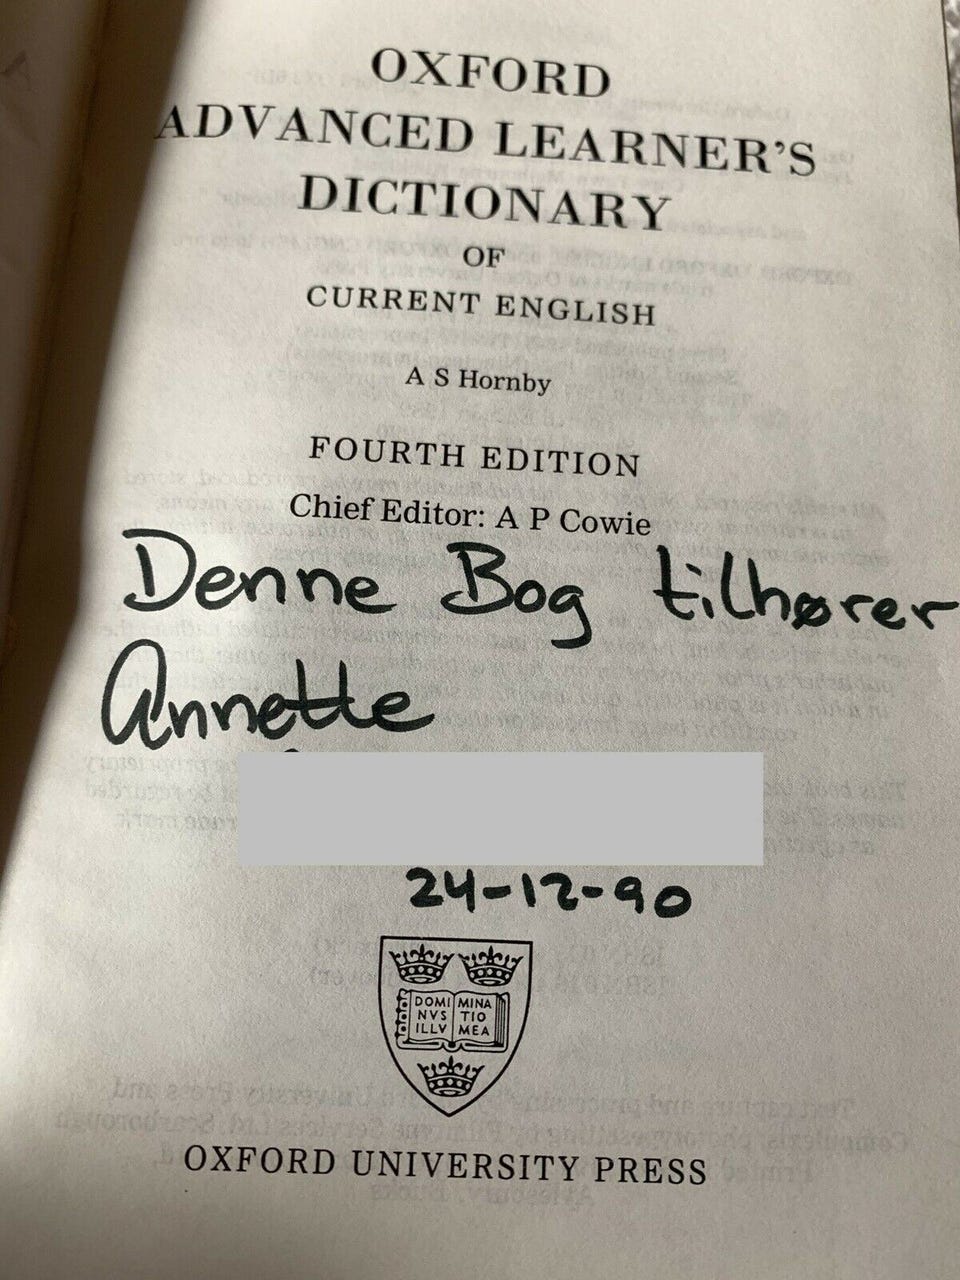 OXFORD
ADVANCED LEARNER'S
DICTIONARY
OF
CURRENT ENGLISH
A S Hornby
FOURTH EDITION
Chief Editor: A P Cowie
Denne Bog tilhører
Annette
24-12-90
DOMI MINA
NVS TIO
ILLV MEA
OXFORD UNIVERSITY PRESS